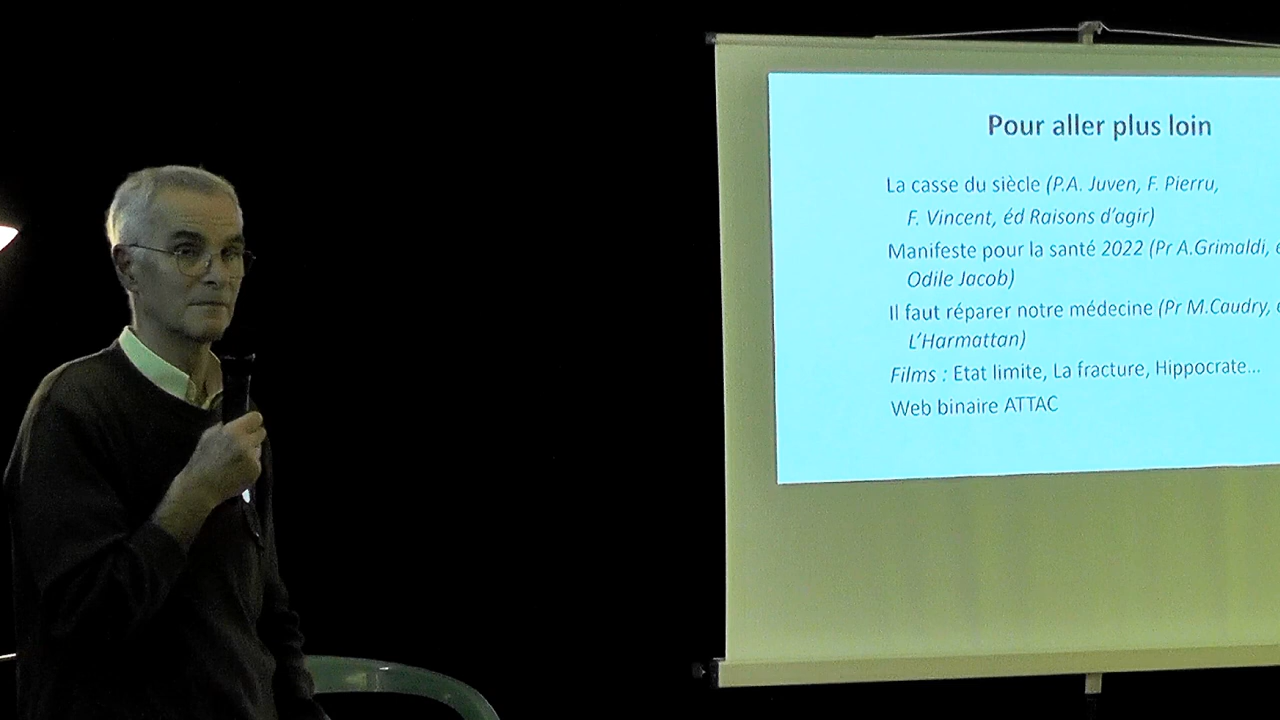 Pour aller plus loin
La casse du siècle (P.A. Juven, F. Pierru,
F. Vincent, éd Raisons d'agir)
Manifeste pour la santé 2022 (Pr A.Grimaldi,
Odile Jacob)
Il faut réparer notre médecine (Pr M.Caudry,
L'Harmattan)
Films : Etat limite, La fracture, Hippocrate...
Web binaire ATTAC